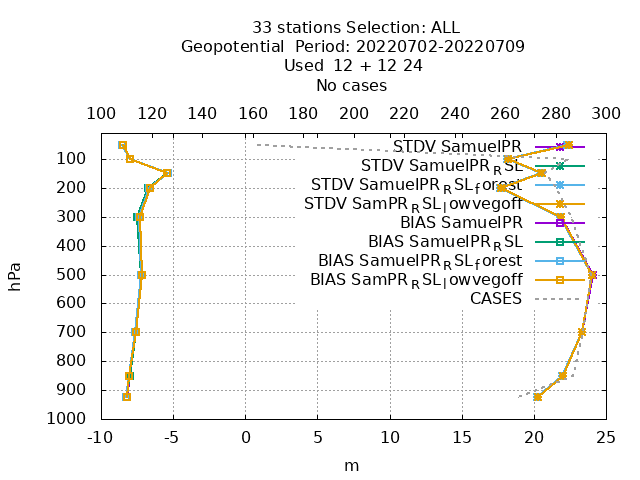 33 stations Selection: ALL
Geopotential  Period: 20220702-20220709
Used  12 + 12 24
No cases
100 120 140 160 180 200 220 240 260 280 300
STDV SamuelPR
100
STDV SamuelPR_RSL
200
STDV SamuelPR_RSL_forest
STDV SamPR_RSL_lowvegoff
300
BIAS SamuelPR
400
BIAS SamuelPR_RSL
BIAS SamuelPR_RSL_forest
500
BIAS SamPR_RSL_lowvegoff
600
CASES
hPa
700
800
900
1000
-10 -5 0 5 10 15 20 25
m